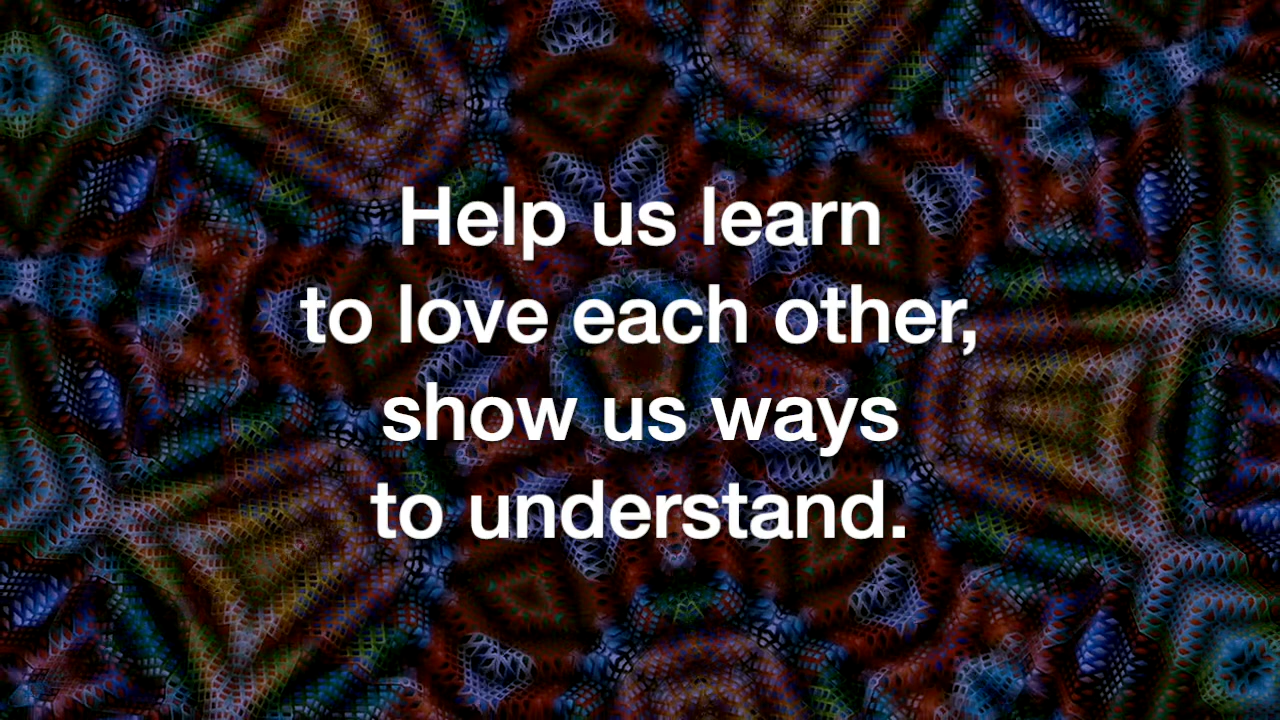 Help us learn
to love each other,
show us ways
to understand.